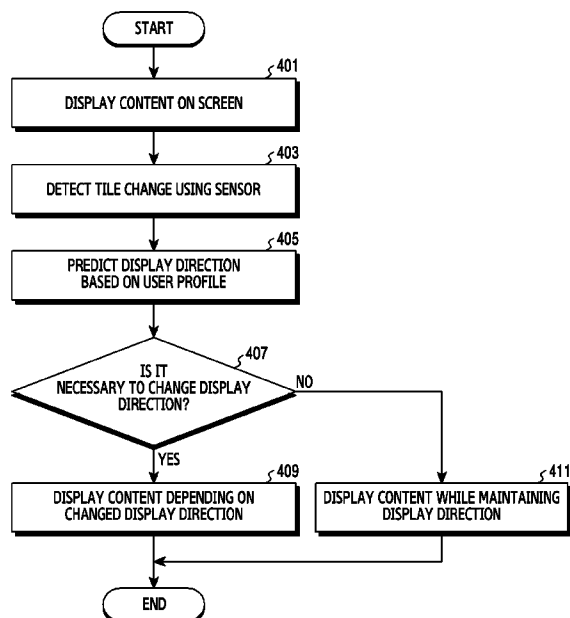 START
401
DISPLAY CONTENT ON SCREEN
403
DETECT TILE CHANGE USING SENSOR
405
PREDICT DISPLAY DIRECTION
BASED ON USER PROFILE
407
IS IT
NECESSARY TO CHANGE DISPLAY
DIRECTION?
NO
YES
409
DISPLAY CONTENT DEPENDING ON
CHANGED DISPLAY DIRECTION
411
DISPLAY CONTENT WHILE MAINTAINING
DISPLAY DIRECTION
END